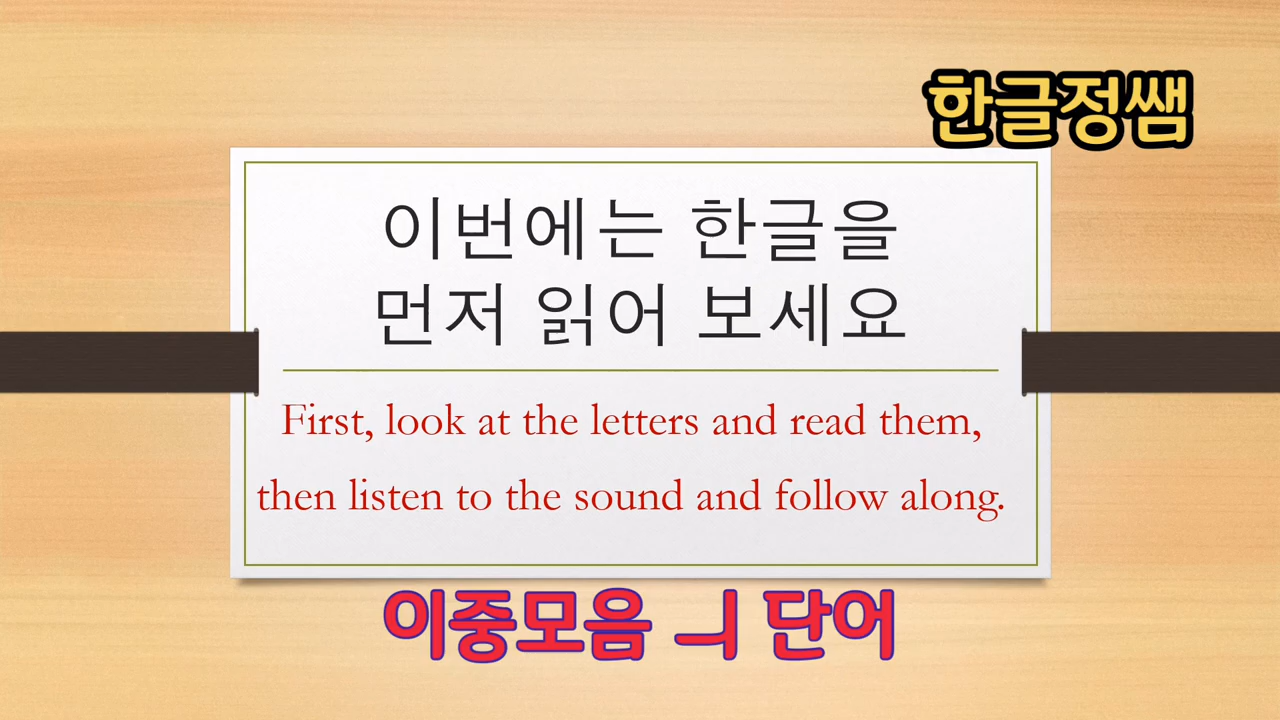 한글정쌤
이번에는 한글을
먼저 읽어 보세요
First, look at the letters and read them,
then listen to the sound and follow along.
이중모음 ㅢ 단어